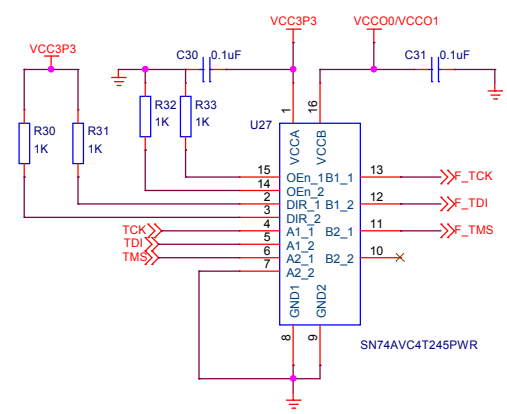 VCC3P3
VCCO0/VCCO1
VCC3P3
C30
0.1uF
C31
0.1uF
R32
1K
R33
1K
R30
1K
R31
1K
U27
1
16
VCCA
VCCB
15
OEn_1
B1_1
13
F_TCK
14
OEn_2
2
DIR_1
B1_2
12
F_TDI
3
DIR_2
TCK
4
A1_1
B2_1
11
F_TMS
TDI
5
A1_2
TMS
6
A2_1
B2_2
10
7
A2_2
GND1
GND2
8
9
SN74AVC4T245PWR